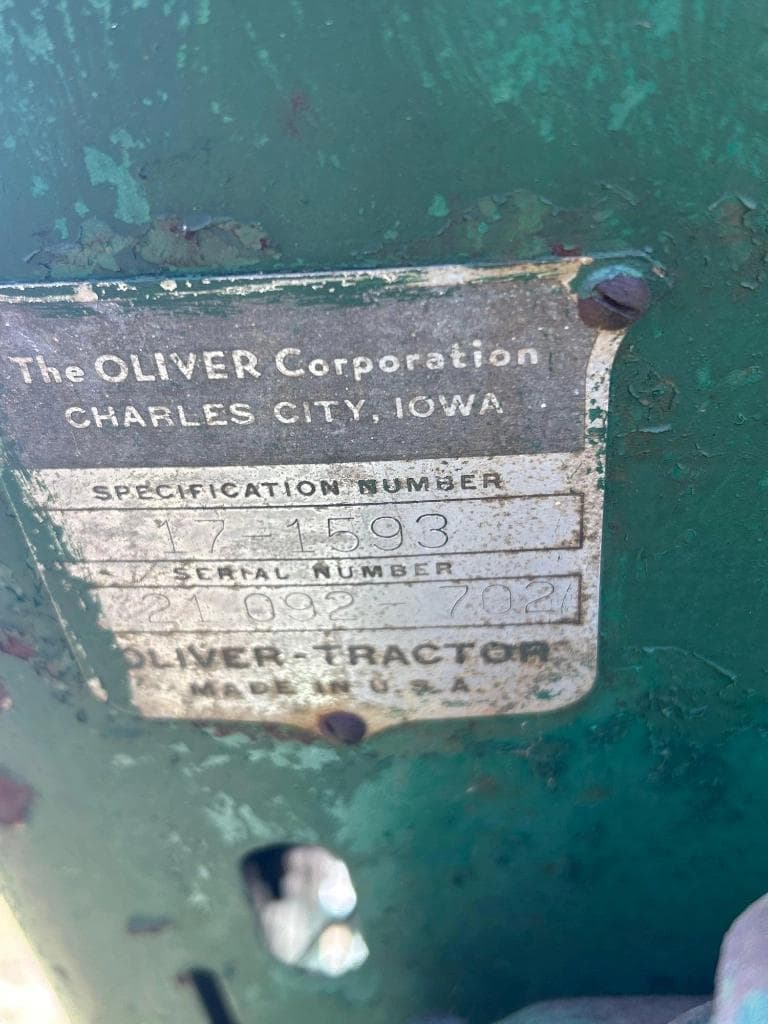 The OLIVER Corporation
CHARLES CITY, IOWA
SPECIFICATION NUMBER
17-1593
SERIAL NUMBER
21 092-702
OLIVER-TRACTOR
MADE IN U.S.A.